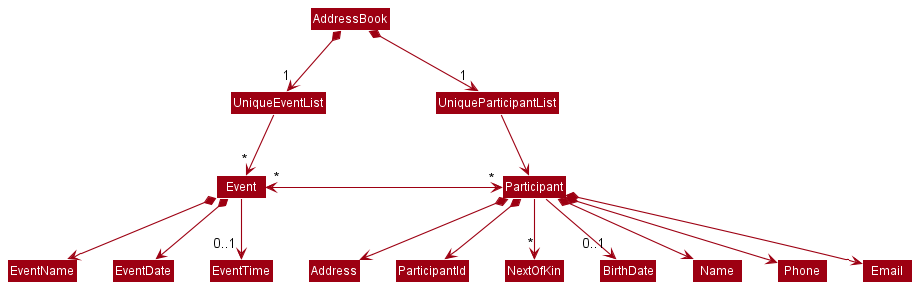 AddressBook
1
1
UniqueEventList
UniqueParticipantList
*
Event
*
*
Participant
0..1
*
0..1
EventName
EventDate
EventTime
Address
ParticipantId
NextOfKin
BirthDate
Name
Phone
Email